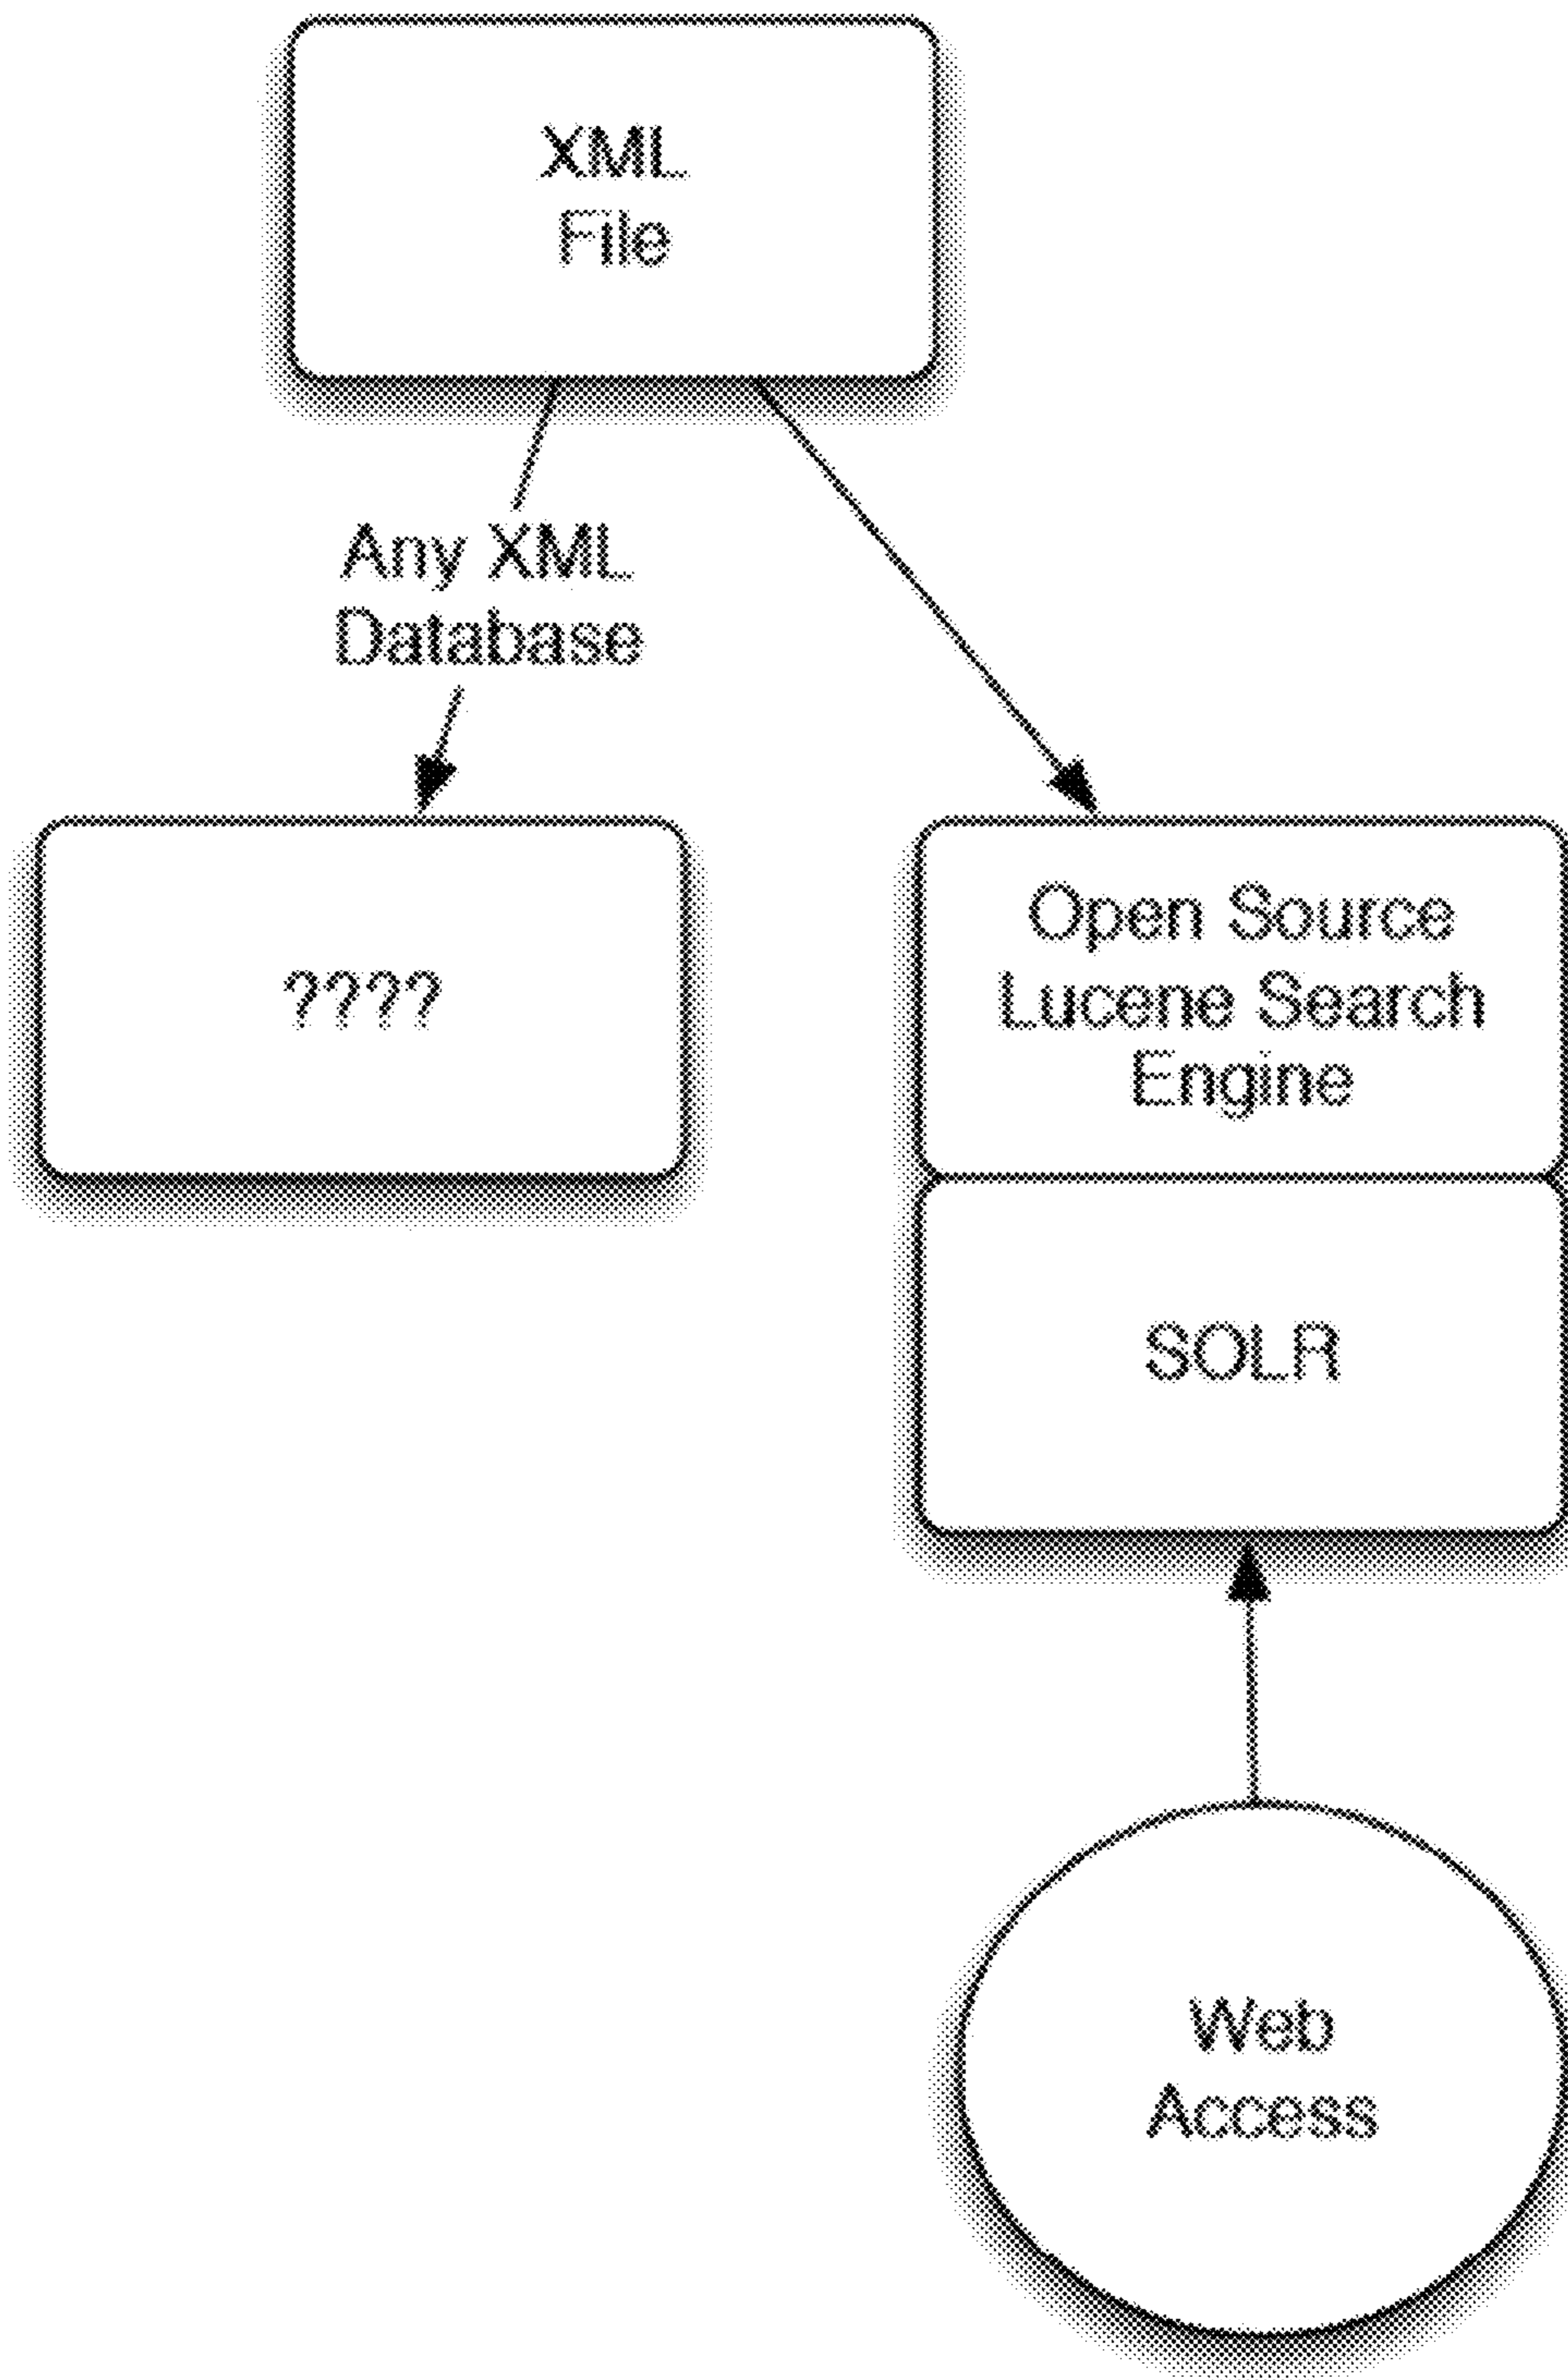 XML
File
Any XML
Database
????
Open Source
Lucene Search
Engine
SOLR
Web
Access